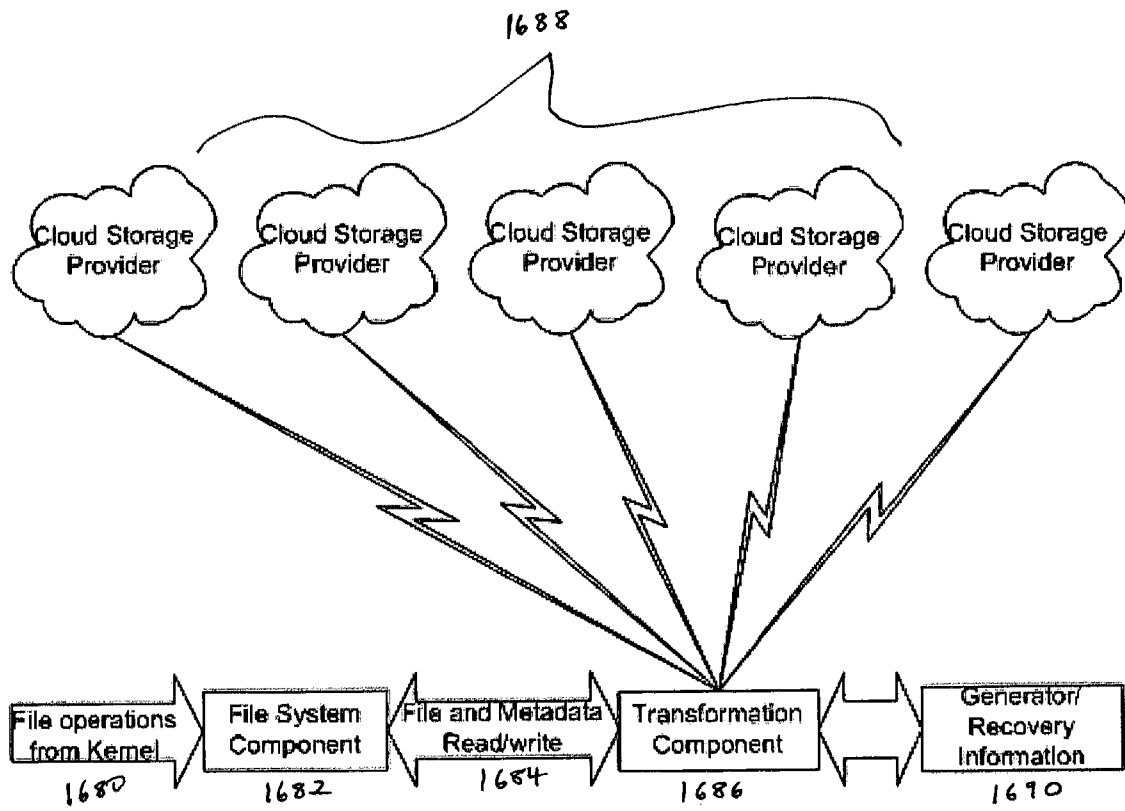 1688
Cloud Storage
Provider
Cloud Storage
Provider
Cloud Storage
Provider
Cloud Storage
Provider
Cloud Storage
Provider
File operations
from Kernel
1680
File System
Component
1682
File and Metadata
Read/write
1684
Transformation
Component
1686
Generator/
Recovery
Information
1690